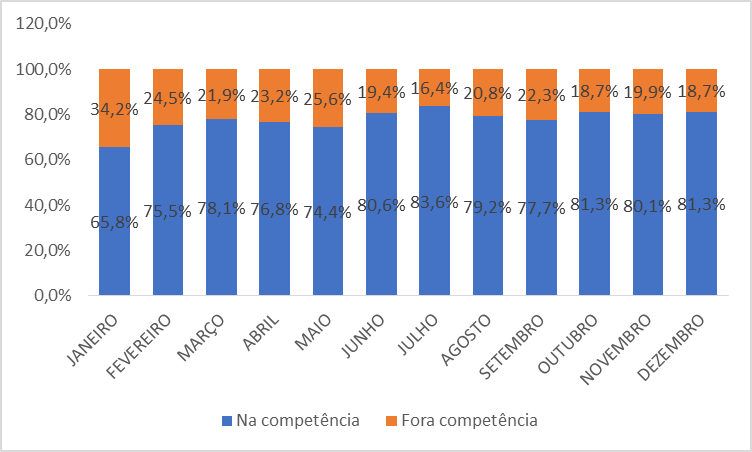 120,0%
100,0%
80,0%
60,0%
40,0%
20,0%
0,0%
34,2% 24,5% 21,9% 23,2% 25,6% 19,4% 16,4% 20,8% 22,3% 18,7% 19,9% 18,7%
65,8% 75,5% 78,1% 76,8% 74,4% 80,6% 83,6% 79,2% 77,7% 81,3% 80,1% 81,3%
JANEIRO FEVEREIRO MARÇO ABRIL MAIO JUNHO JULHO AGOSTO SETEMBRO OUTUBRO NOVEMBRO DEZEMBRO
Na competência Fora competência